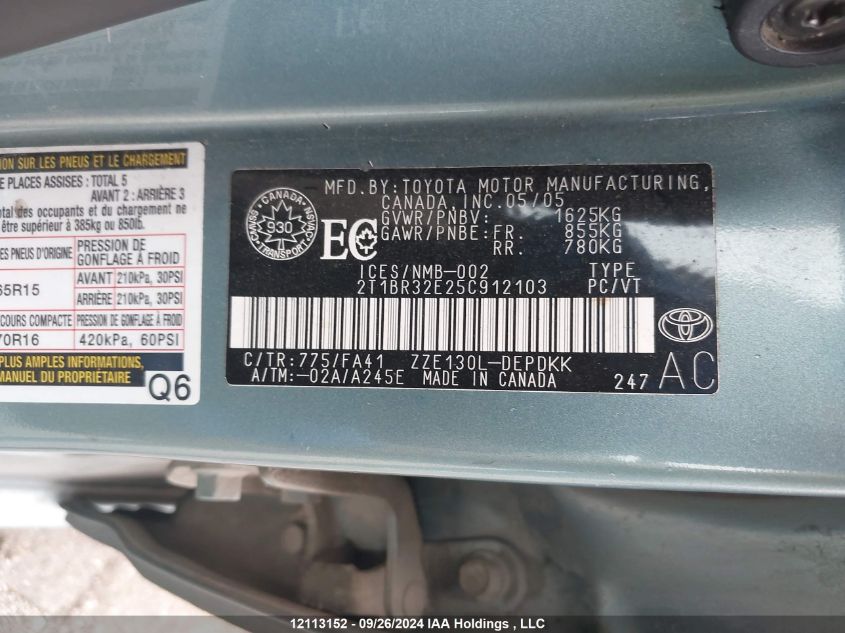 TION SUR LES PNEUS ET LE CHARGEMENT
E PLACES ASSISES : TOTAL 5
AVANT 2 : ARRIÈRE 3
otal des occupants et du chargement
être supérieur à 385kg ou 850lb.
ES PNEUS D'ORIGINE PRESSION DE GONFLAGE À FROID
65R15 AVANT 210kPa, 30PSI
ARRIÈRE 210kPa, 30PSI
COURS COMPACTE PRESSION DE GONFLAGE À FROID
70R16 420kPa, 60PSI
PLUS AMPLES INFORMATIONS,
MANUEL DU PROPRIÉTAIRE
Q6
CANADA
930
TRANSPORT
NSVAC
SVNMAC
EC
MFD.BY:TOYOTA MOTOR MANUFACTURING,
CANADA, INC.05/05
GVWR/PNBV: 1625KG
GAWR/PNBE:FR. 855KG
RR. 780KG
ICES/NMB-002 TYPE
2T1BR32E25C912103 PC/VT
C/TR:775/FA41 ZZE130L-DEPDKK
A/TM:-02A/A245E MADE IN CANADA 247 AC
12113152 - 09/26/2024 IAA Holdings , LLC